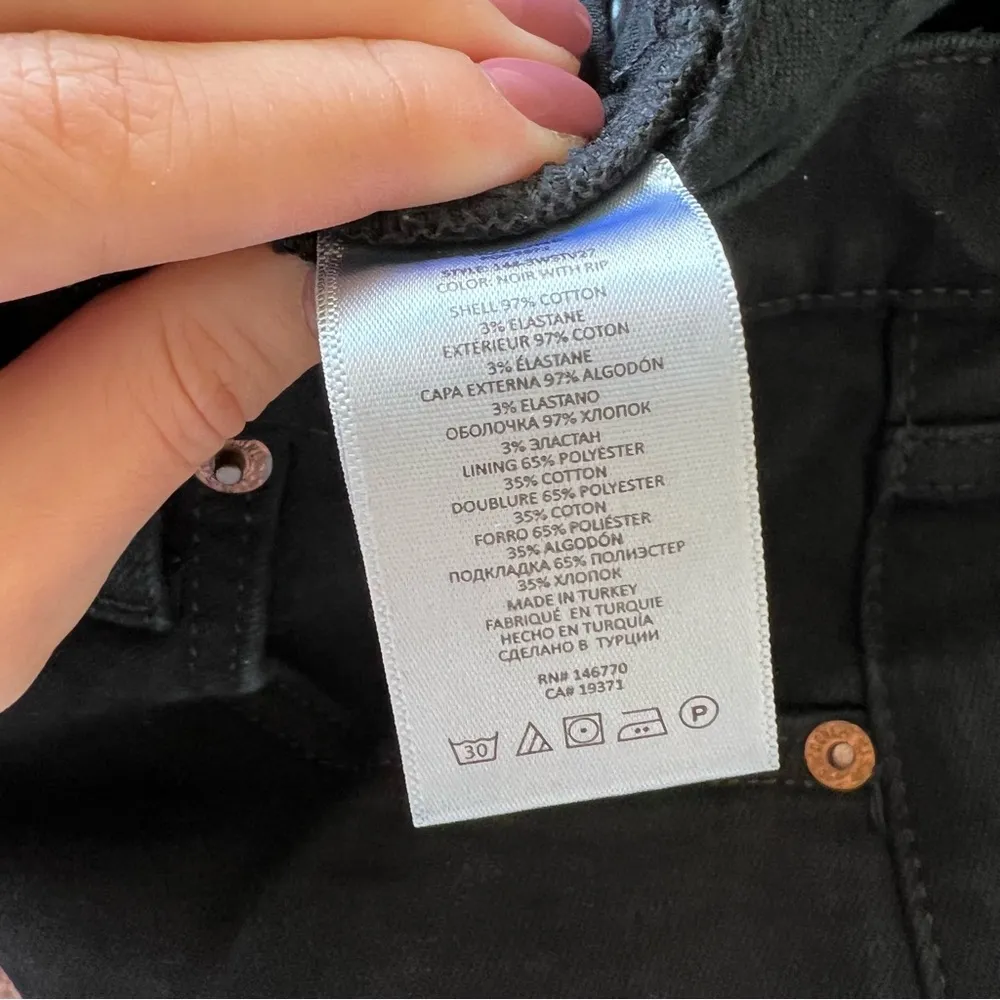 COLOR: NOIR WITH RIP
SHELL 97% COTTON
3% ELASTANE
EXTÉRIEUR 97% COTON
3% ÉLASTANE
CAPA EXTERNA 97% ALGODÓN
3% ELASTANO
ОБОЛОЧКА 97% ХЛОПОК
3% ЭЛАСТАН
LINING 65% POLYESTER
35% COTTON
DOUBLURE 65% POLYESTER
35% COTON
FORRO 65% POLIÉSTER
35% ALGODÓN
ПОДКЛАДКА 65% ПОЛИЭСТЕР
35% ХЛОПОК
MADE IN TURKEY
FABRIQUÉ EN TURQUIE
HECHO EN TURQUÍA
СДЕЛАНО В ТУРЦИИ
RN# 146770
CA# 19371
30 P